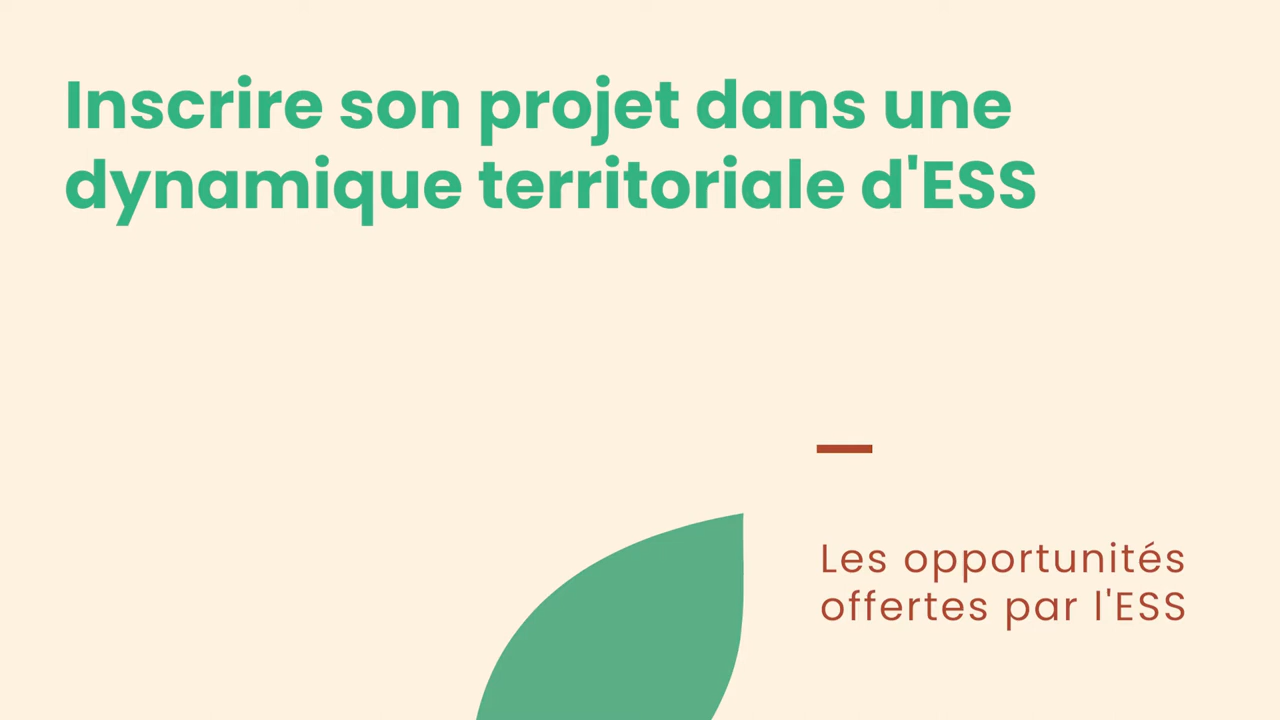 Inscrire son projet dans une
dynamique territoriale d'ESS
Les opportunités
offertes par l'ESS